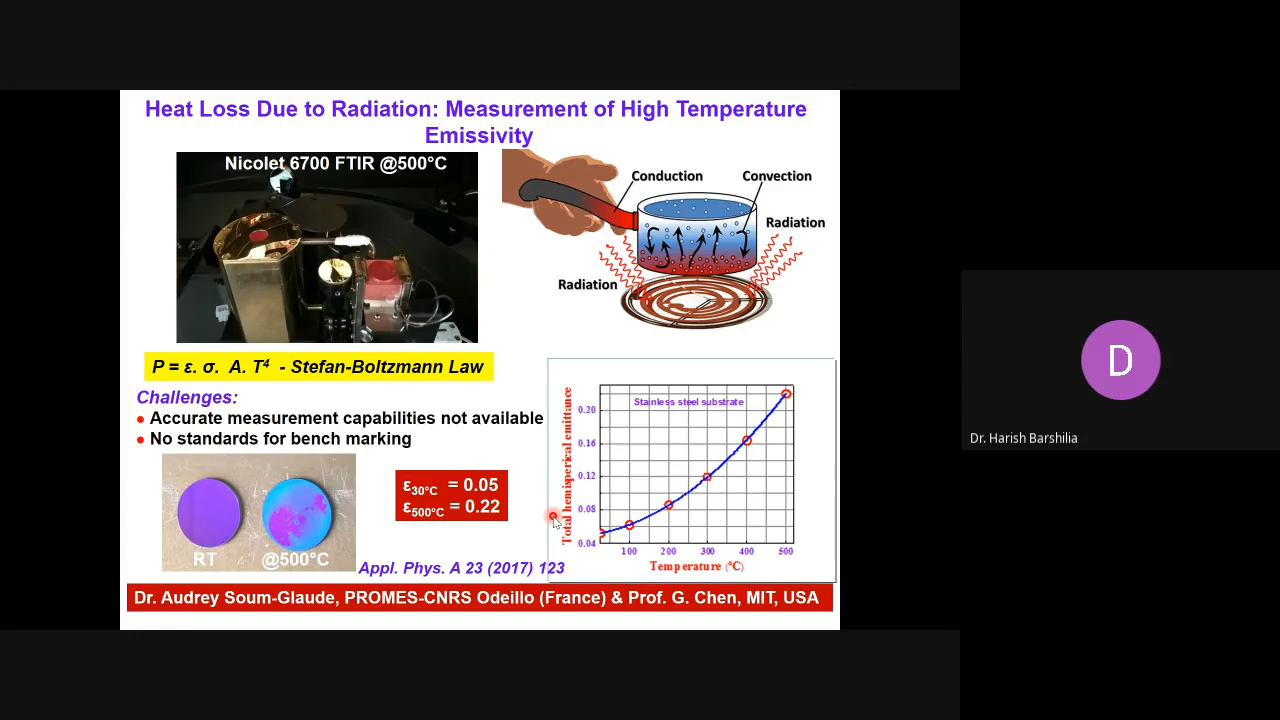 Heat Loss Due to Radiation: Measurement of High Temperature
Emissivity
Nicolet 6700 FTIR @500°C
Conduction
Convection
Radiation
Radiation
P = ε. σ. A. T⁴ - Stefan-Boltzmann Law
Challenges:
• Accurate measurement capabilities not available
• No standards for bench marking
RT
@500°C
ε30°C = 0.05
ε500°C = 0.22
Appl. Phys. A 23 (2017) 123
Total hemisperical emittance
Stainless steel substrate
0.20
0.16
0.12
0.08
0.04
100 200 300 400 500
Temperature (°C)
Dr. Audrey Soum-Glaude, PROMES-CNRS Odeillo (France) & Prof. G. Chen, MIT, USA
D
Dr. Harish Barshilia